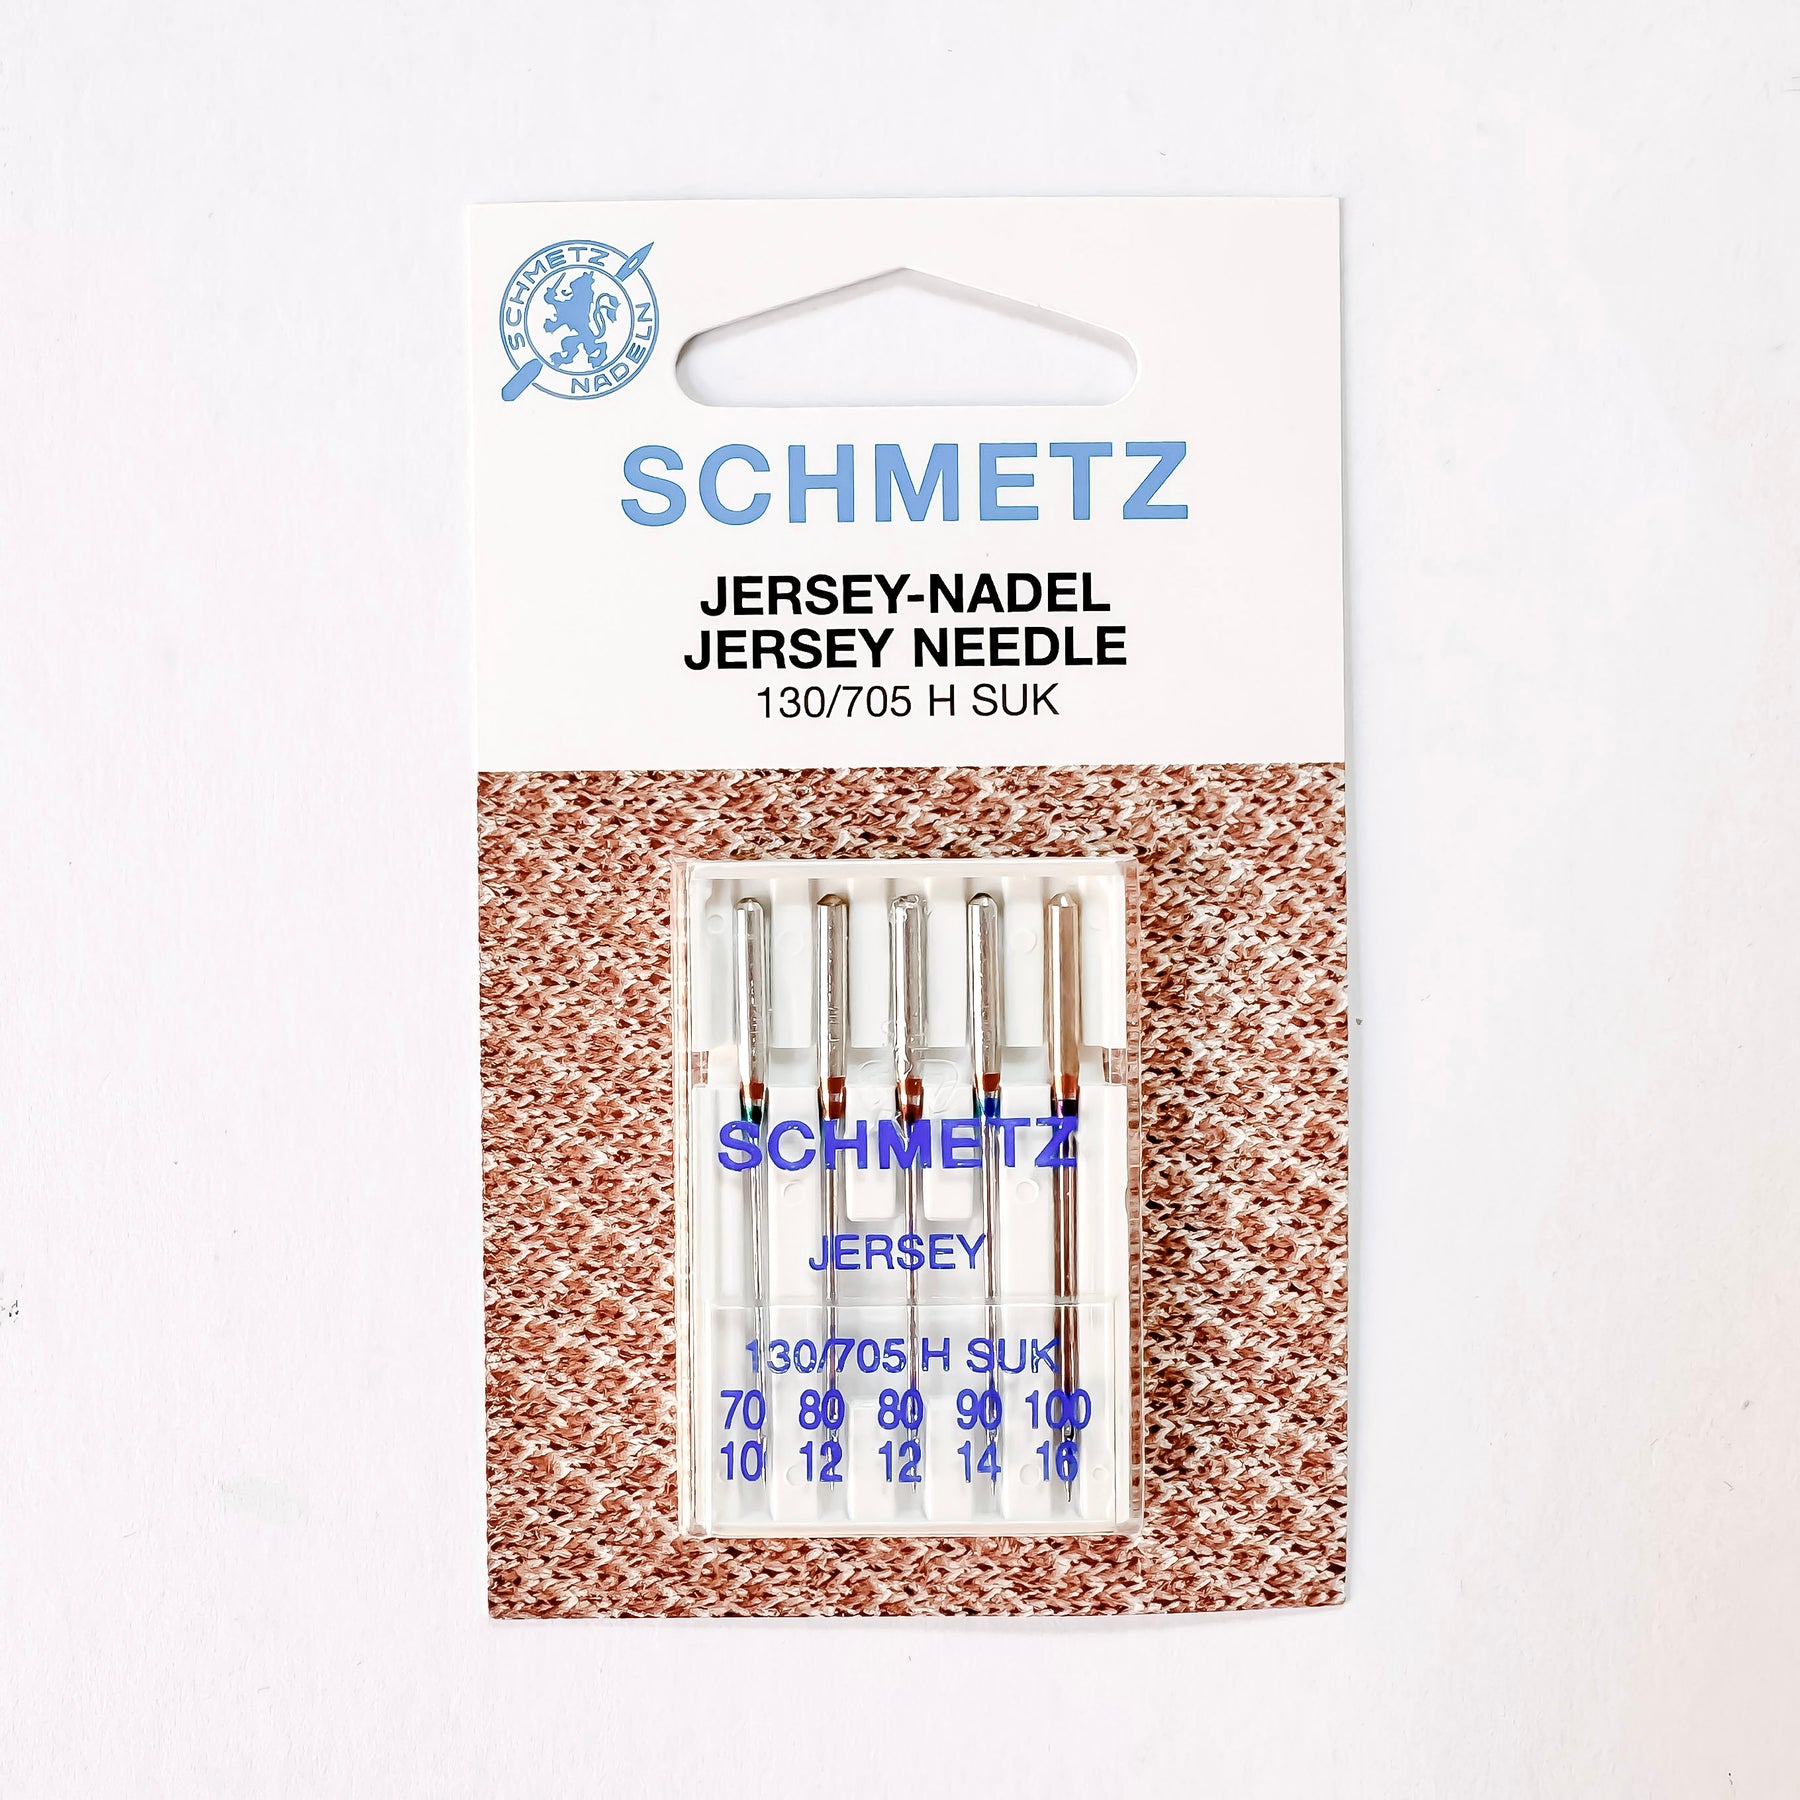 SCHMETZ
NADELN
SCHMETZ
JERSEY-NADEL
JERSEY NEEDLE
130/705 H SUK
SCHMETZ
JERSEY
130/705 H SUK
70 80 80 90 100
10 12 12 14 16